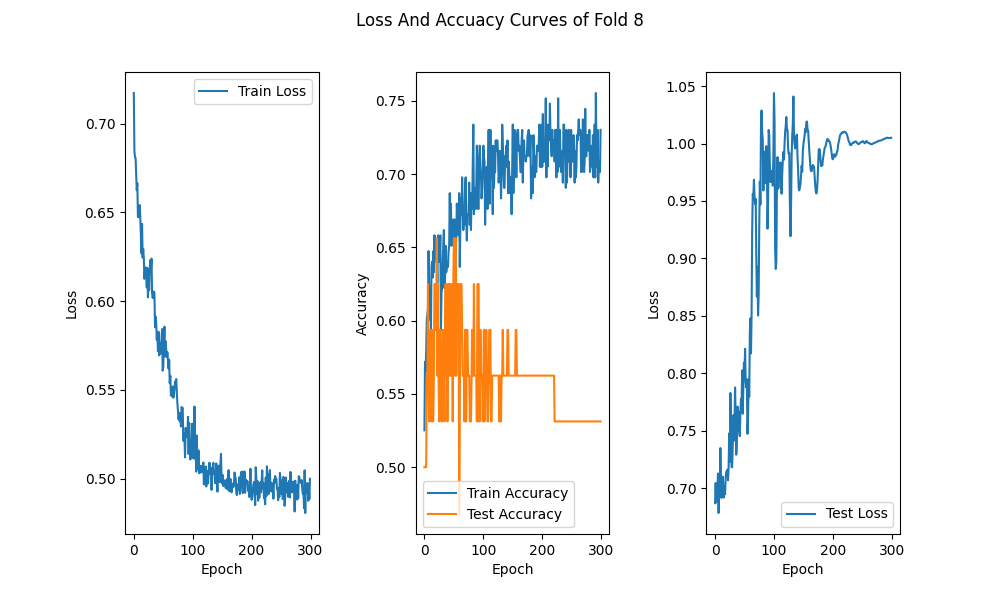 Loss And Accuacy Curves of Fold 8
Train Loss
0.70
0.65
0.60
0.55
0.50
Loss
0
100
200
300
Epoch
0.75
0.70
0.65
0.60
0.55
0.50
Accuracy
Train Accuracy
Test Accuracy
0
100
200
300
Epoch
1.05
1.00
0.95
0.90
0.85
0.80
0.75
0.70
Loss
Test Loss
0
100
200
300
Epoch